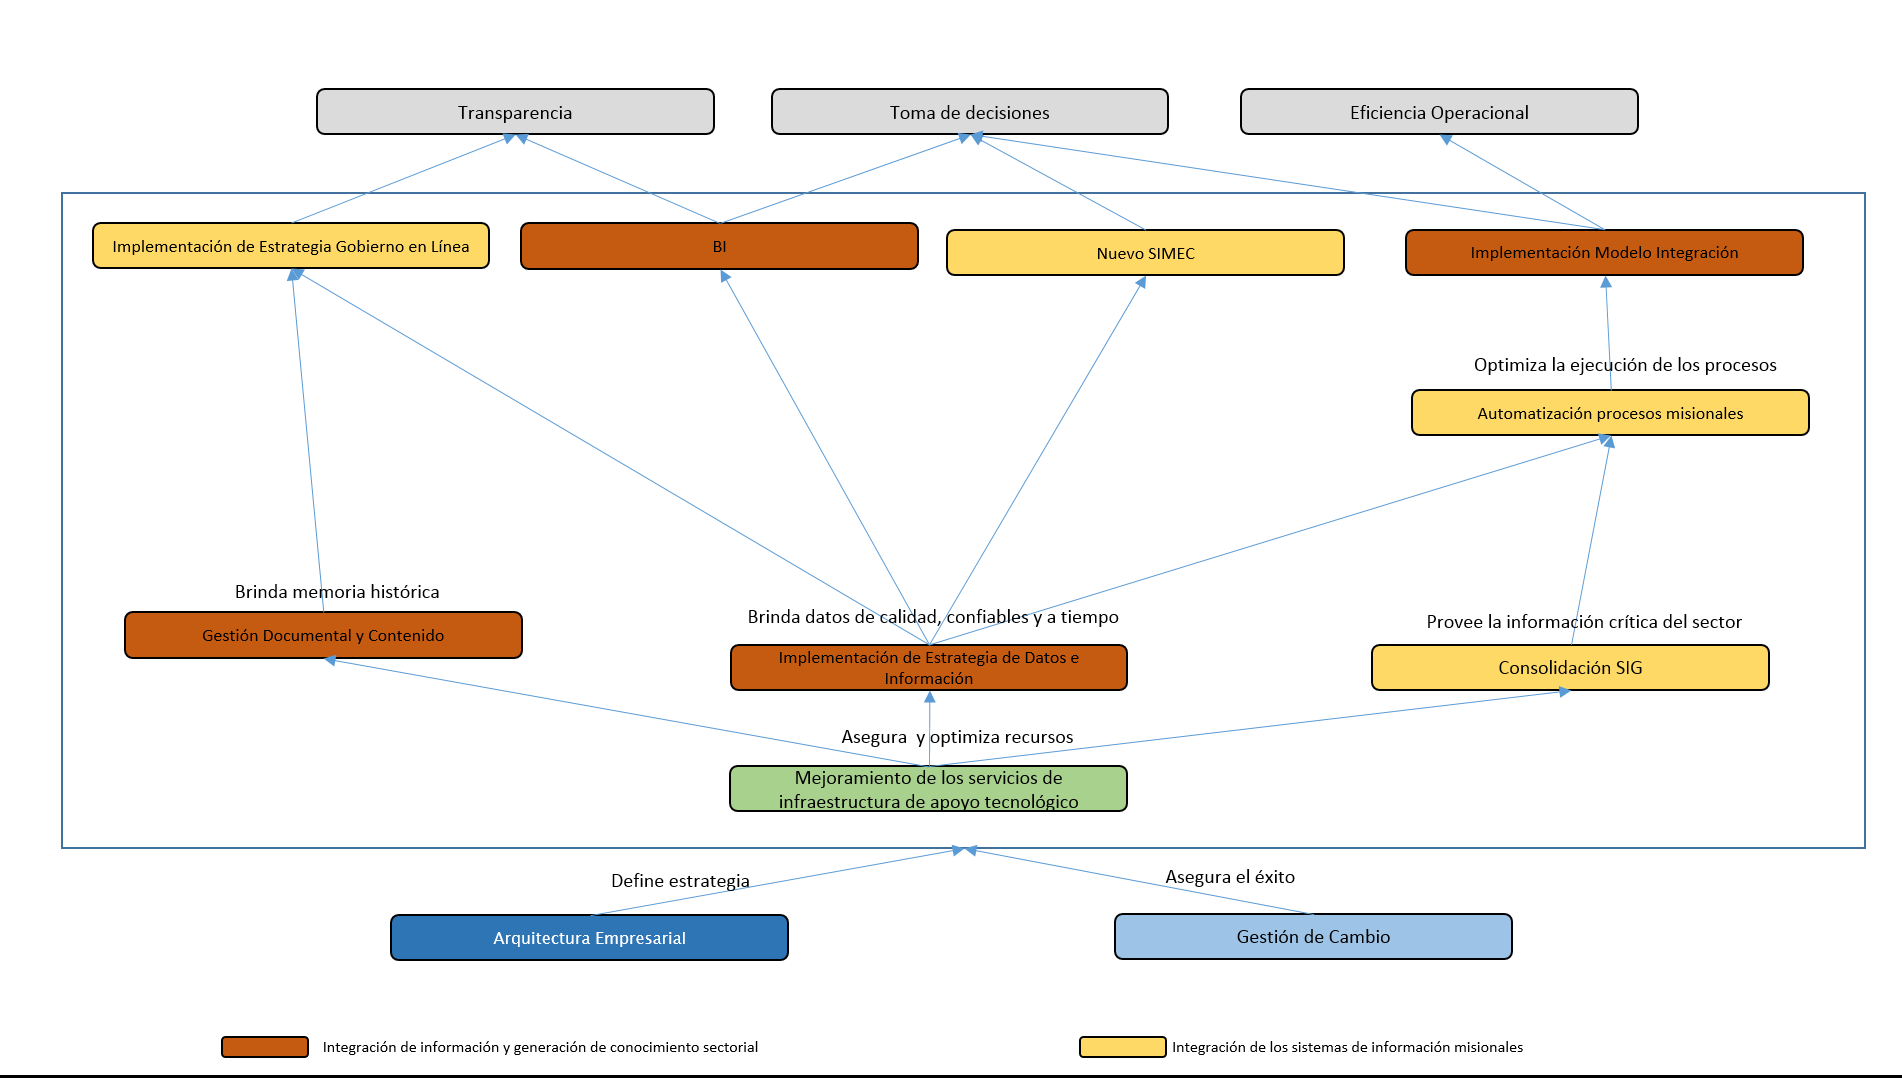 Transparencia
Toma de decisiones
Eficiencia Operacional
Implementación de Estrategia Gobierno en Línea
BI
Nuevo SIMEC
Implementación Modelo Integración
Optimiza la ejecución de los procesos
Automatización procesos misionales
Brinda memoria histórica
Gestión Documental y Contenido
Brinda datos de calidad, confiables y a tiempo
Implementación de Estrategia de Datos e
Información
Provee la información crítica del sector
Consolidación SIG
Asegura  y optimiza recursos
Mejoramiento de los servicios de
infraestructura de apoyo tecnológico
Define estrategia
Asegura el éxito
Arquitectura Empresarial
Gestión de Cambio
Integración de información y generación de conocimiento sectorial
Integración de los sistemas de información misionales